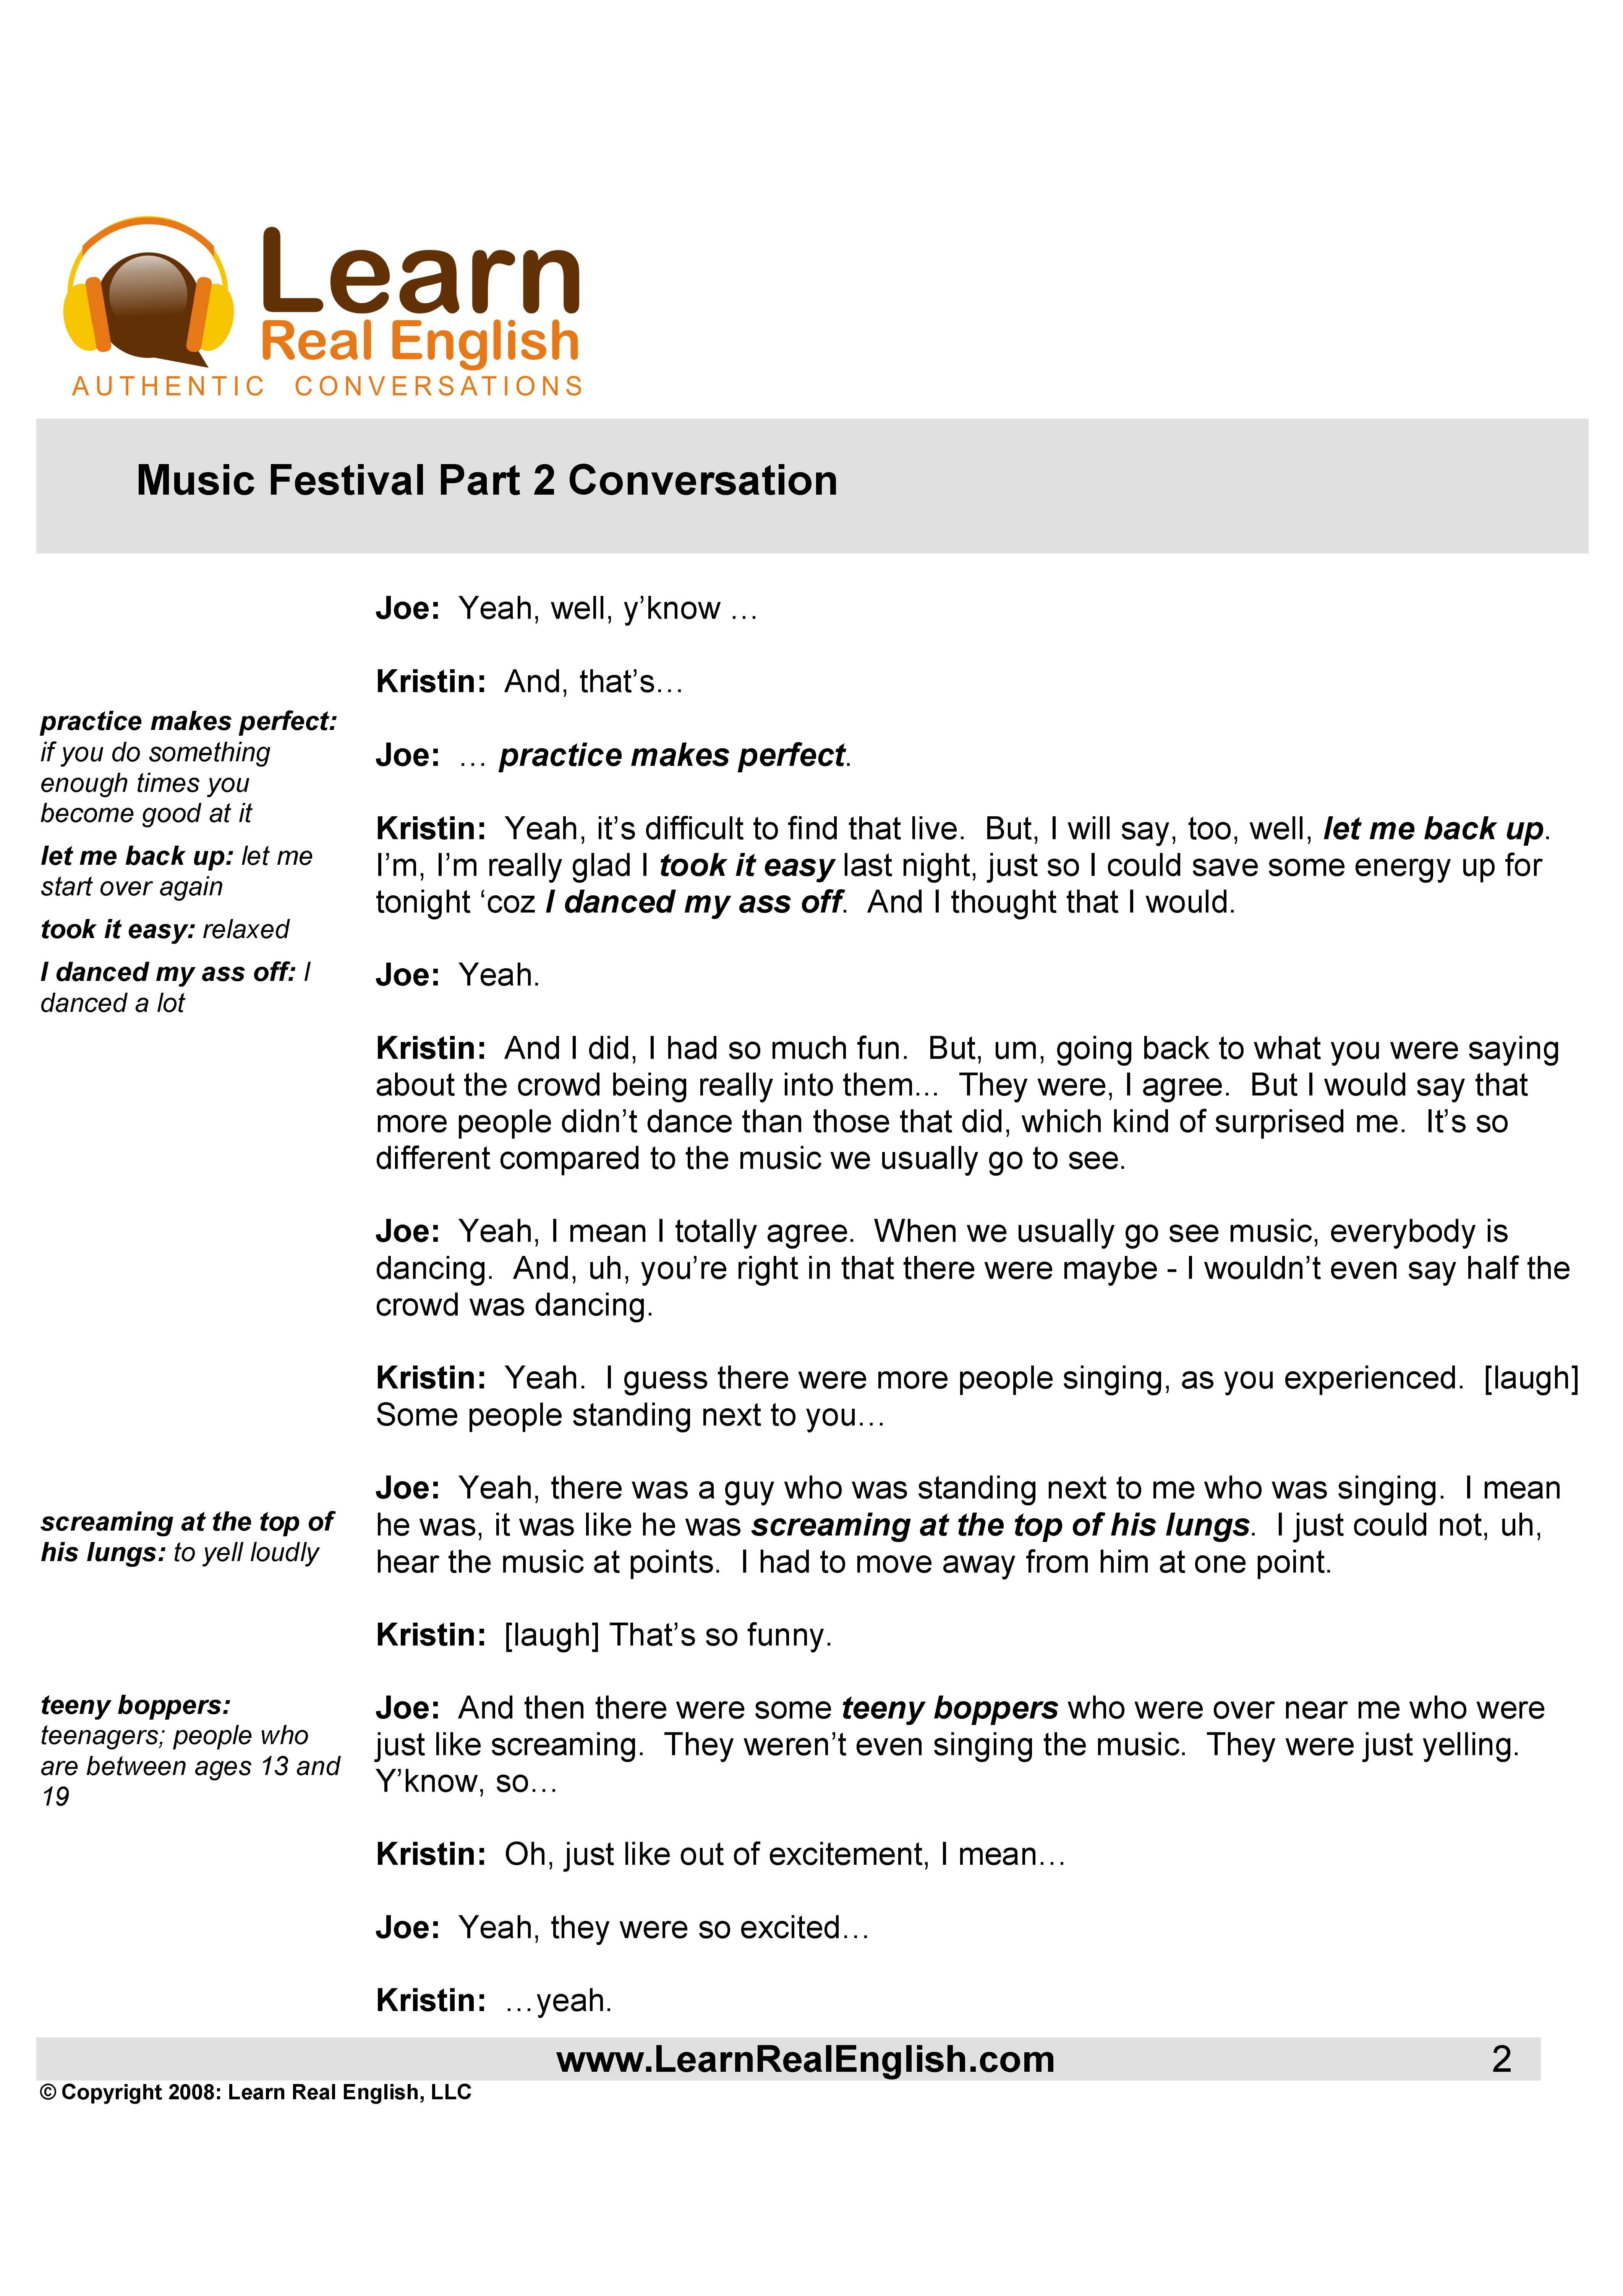 Learn
Real English
AUTHENTIC CONVERSATIONS
Music Festival Part 2 Conversation
Joe: Yeah, well, y’know …
Kristin: And, that’s…
practice makes perfect:
if you do something
enough times you
become good at it
let me back up: let me
start over again
took it easy: relaxed
I danced my ass off: I
danced a lot
Joe: … practice makes perfect.
Kristin: Yeah, it’s difficult to find that live. But, I will say, too, well, let me back up.
I’m, I’m really glad I took it easy last night, just so I could save some energy up for
tonight ‘coz I danced my ass off. And I thought that I would.
Joe: Yeah.
Kristin: And I did, I had so much fun. But, um, going back to what you were saying
about the crowd being really into them... They were, I agree. But I would say that
more people didn’t dance than those that did, which kind of surprised me. It’s so
different compared to the music we usually go to see.
Joe: Yeah, I mean I totally agree. When we usually go see music, everybody is
dancing. And, uh, you’re right in that there were maybe - I wouldn’t even say half the
crowd was dancing.
Kristin: Yeah. I guess there were more people singing, as you experienced. [laugh]
Some people standing next to you…
screaming at the top of
his lungs: to yell loudly
Joe: Yeah, there was a guy who was standing next to me who was singing. I mean
he was, it was like he was screaming at the top of his lungs. I just could not, uh,
hear the music at points. I had to move away from him at one point.
Kristin: [laugh] That’s so funny.
teeny boppers:
teenagers; people who
are between ages 13 and
19
Joe: And then there were some teeny boppers who were over near me who were
just like screaming. They weren’t even singing the music. They were just yelling.
Y’know, so…
Kristin: Oh, just like out of excitement, I mean…
Joe: Yeah, they were so excited…
Kristin: …yeah.
www.LearnRealEnglish.com 2
© Copyright 2008: Learn Real English, LLC